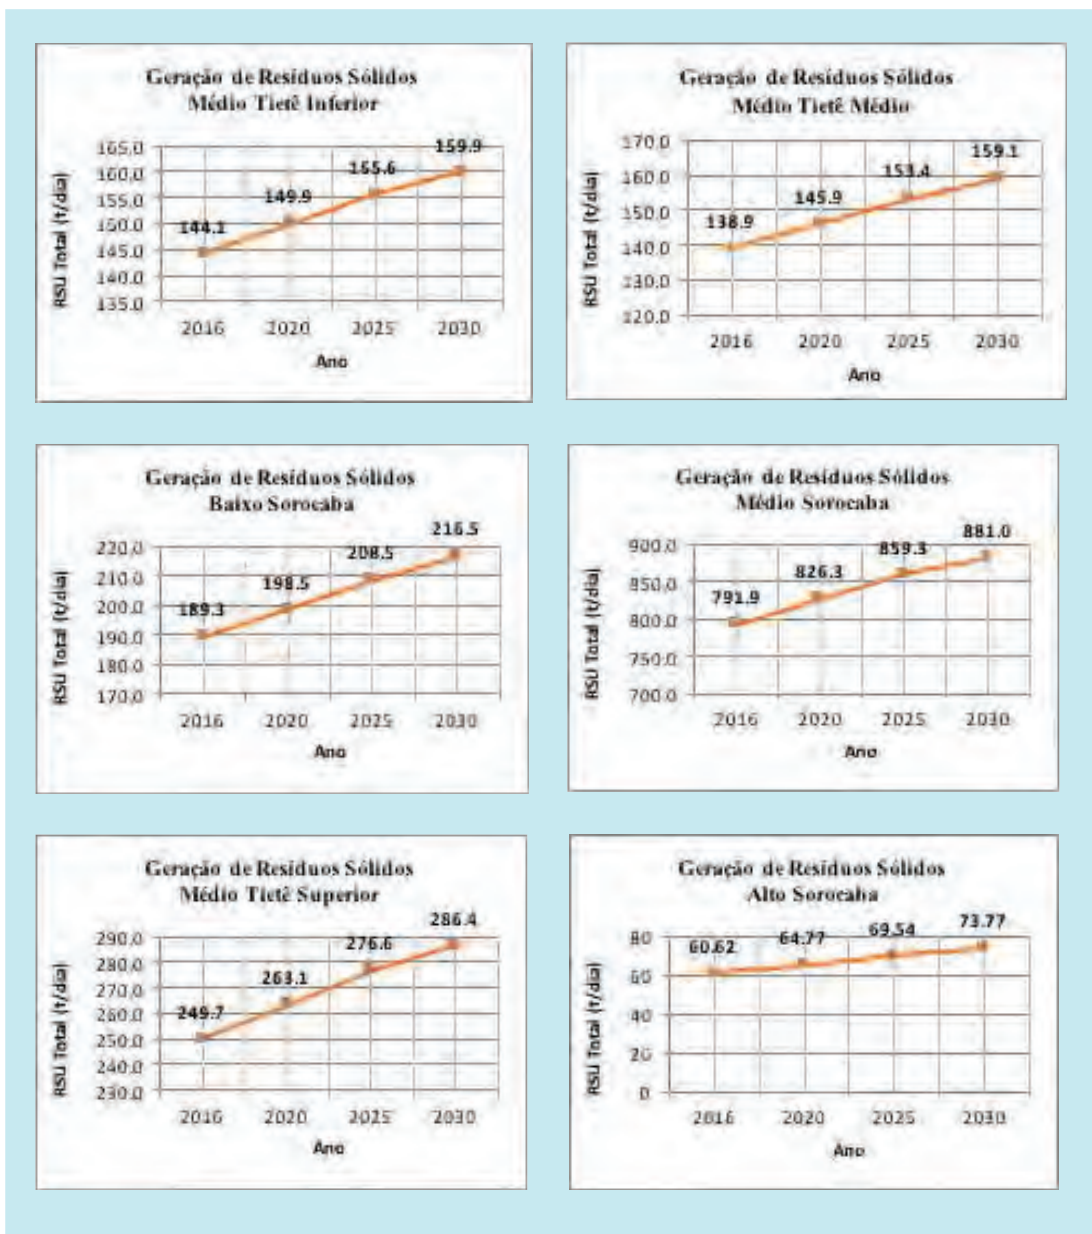 Geração de Resíduos Sólidos
Médio Tietê Inferior
RSU Total (t/dia)
165.0
160.0
155.0
150.0
145.0
140.0
135.0
144.1
149.9
155.6
159.9
2016 2020 2025 2030
Ano
Geração de Resíduos Sólidos
Médio Tietê Médio
RSU Total (t/dia)
170.0
160.0
150.0
140.0
130.0
120.0
138.9
145.9
153.4
159.1
2016 2020 2025 2030
Ano
Geração de Resíduos Sólidos
Baixo Sorocaba
RSU Total (t/dia)
220.0
210.0
200.0
190.0
180.0
170.0
189.3
198.5
208.5
216.5
2016 2020 2025 2030
Ano
Geração de Resíduos Sólidos
Médio Sorocaba
RSU Total (t/dia)
900.0
850.0
800.0
750.0
700.0
791.9
826.3
859.3
881.0
2016 2020 2025 2030
Ano
Geração de Resíduos Sólidos
Médio Tietê Superior
RSU Total (t/dia)
290.0
280.0
270.0
260.0
250.0
240.0
230.0
249.7
263.1
276.6
286.4
2016 2020 2025 2030
Ano
Geração de Resíduos Sólidos
Alto Sorocaba
RSU Total (t/dia)
80
60
40
20
0
60.62
64.77
69.54
73.77
2016 2020 2025 2030
Ano